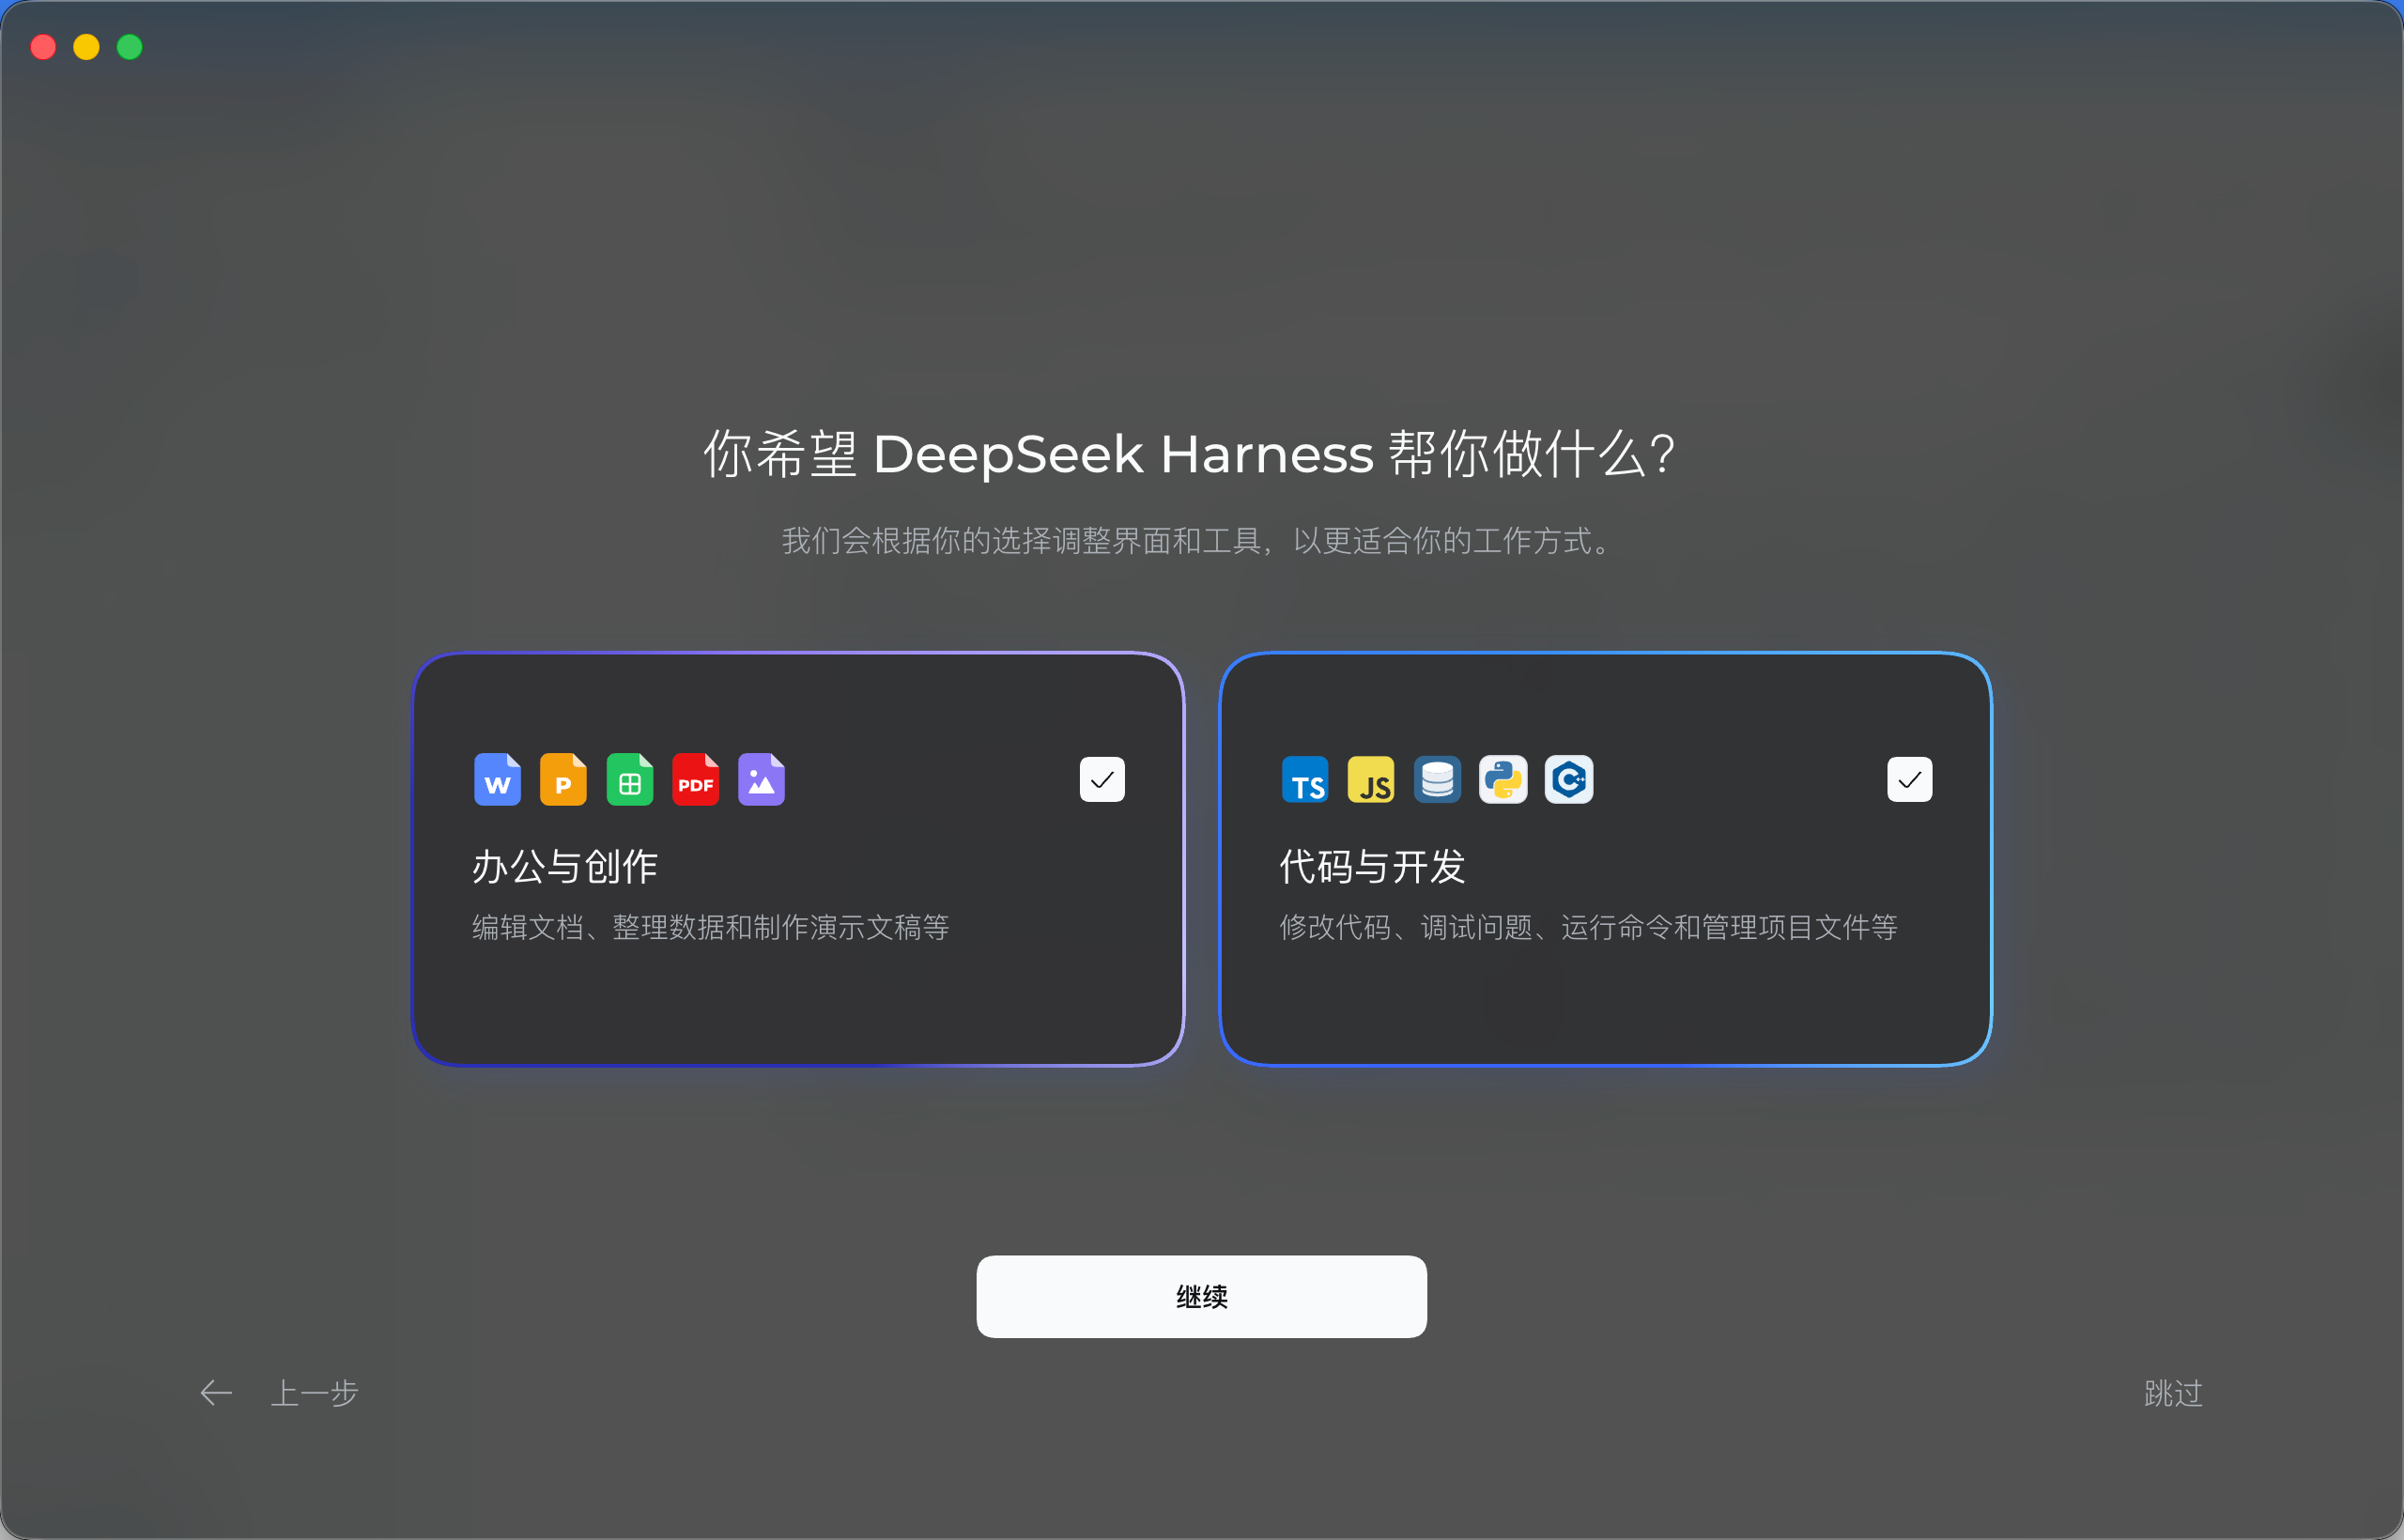 你希望 DeepSeek Harness 帮你做什么?
我们会根据你的选择调整界面和工具，以更适合你的工作方式。
W P PDF
TS JS C++
办公与创作
代码与开发
编辑文档、整理数据和制作演示文稿等
修改代码、调试问题、运行命令和管理项目文件等
继续
上一步
跳过